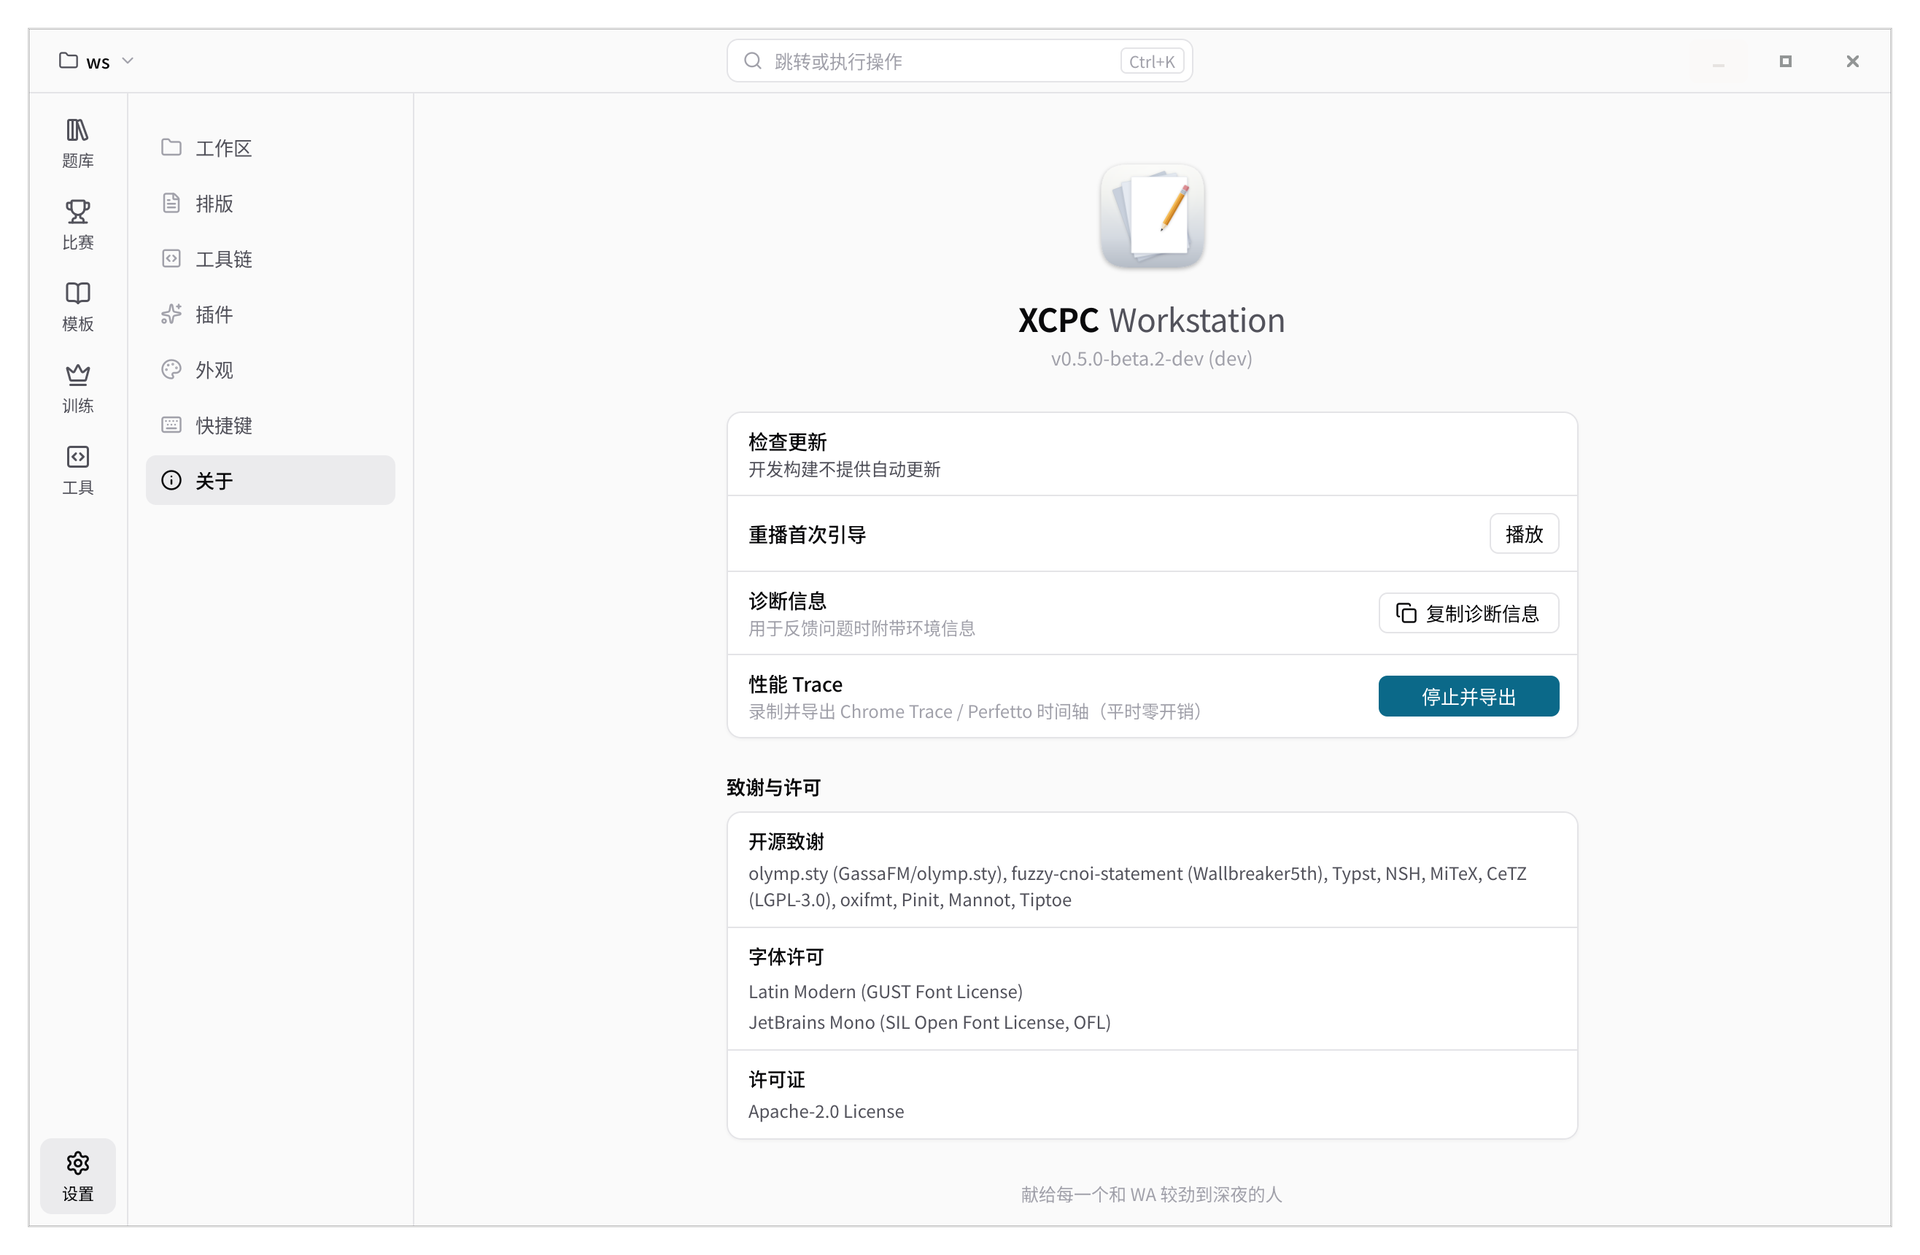 ws
跳转或执行操作
Ctrl+K
题库
比赛
模板
训练
工具
设置
工作区
排版
工具链
插件
外观
快捷键
关于
XCPC Workstation
v0.5.0-beta.2-dev (dev)
检查更新
开发构建不提供自动更新
重播首次引导
播放
诊断信息
用于反馈问题时附带环境信息
复制诊断信息
性能 Trace
录制并导出 Chrome Trace / Perfetto 时间轴（平时零开销）
停止并导出
致谢与许可
开源致谢
olymp.sty (GassaFM/olymp.sty), fuzzy-cnoi-statement (Wallbreaker5th), Typst, NSH, MiTeX, CeTZ
(LGPL-3.0), oxifmt, Pinit, Mannot, Tiptoe
字体许可
Latin Modern (GUST Font License)
JetBrains Mono (SIL Open Font License, OFL)
许可证
Apache-2.0 License
献给每一个和 WA 较劲到深夜的人